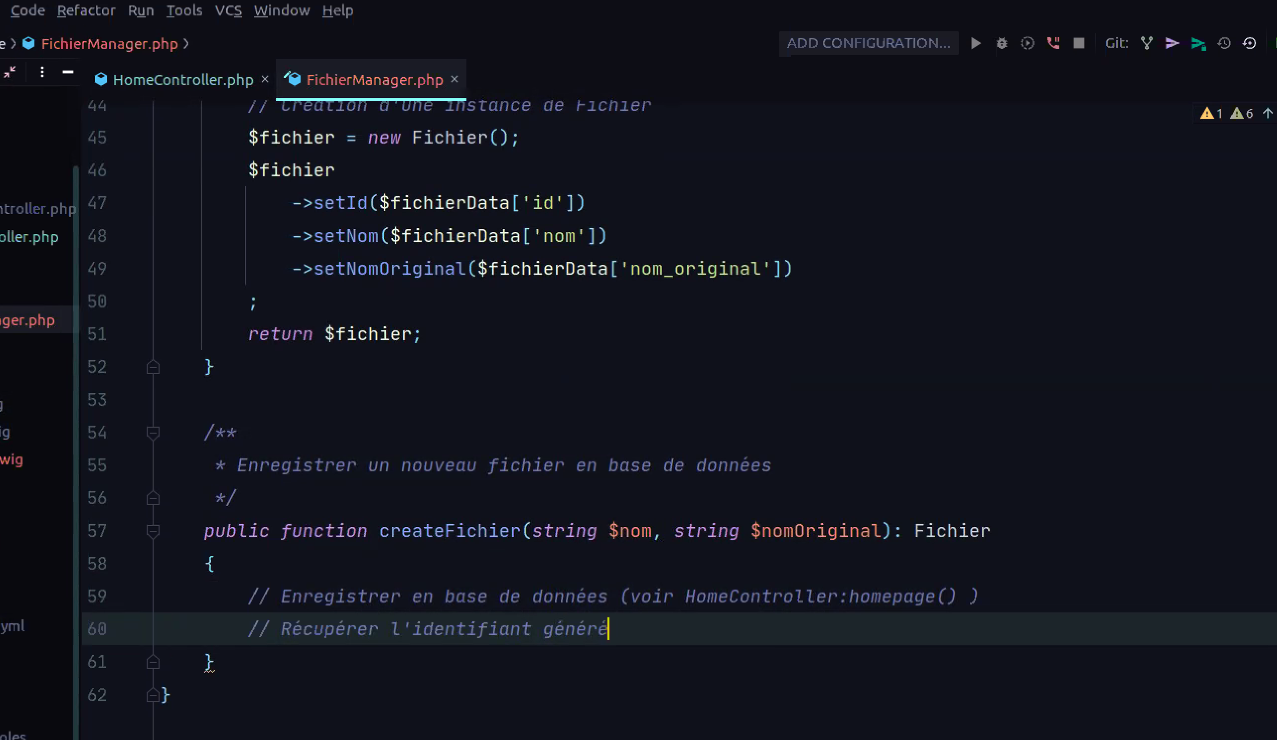 Code Refactor Run Tools VCS Window Help
e FichierManager.php
ADD CONFIGURATION... Git:
HomeController.php × FichierManager.php ×
44 // Création d'une instance de Fichier
1 6
45 $fichier = new Fichier();
46 $fichier
47 ->setId($fichierData['id'])
ntroller.php
48 ->setNom($fichierData['nom'])
oller.php
49 ->setNomOriginal($fichierData['nom_original'])
50 ;
ager.php
51 return $fichier;
52 }
53
g
54 /**
ig
55 * Enregistrer un nouveau fichier en base de données
wig
56 */
57 public function createFichier(string $nom, string $nomOriginal): Fichier
58 {
59 // Enregistrer en base de données (voir HomeController:homepage() )
60 // Récupérer l'identifiant généré
yml
61 }
62 }
oles